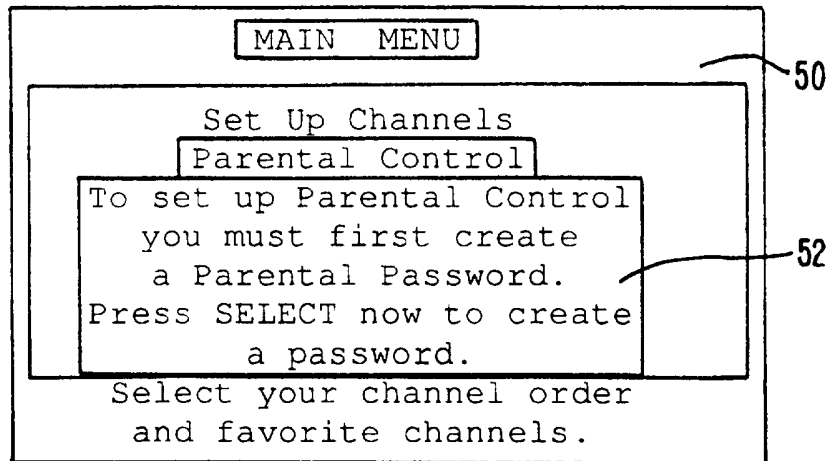 MAIN MENU
50
Set Up Channels
Parental Control
To set up Parental Control
you must first create
a Parental Password.
52
Press SELECT now to create
a password.
Select your channel order
and favorite channels.